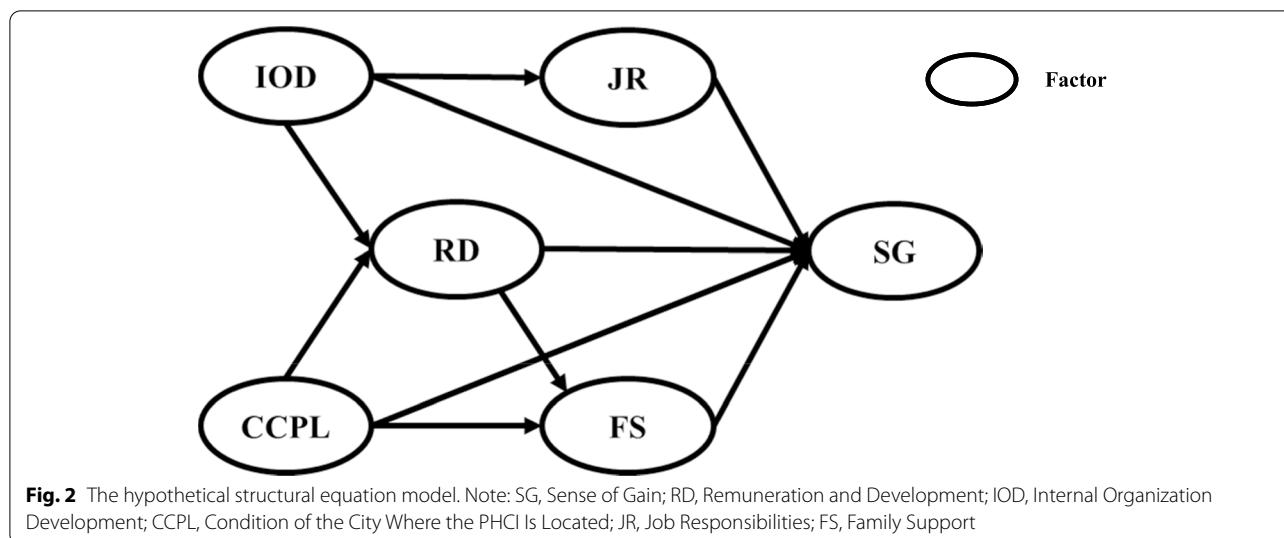 IOD
JR
Factor
RD
SG
CCPL
FS
Fig. 2 The hypothetical structural equation model. Note: SG, Sense of Gain; RD, Remuneration and Development; IOD, Internal Organization
Development; CCPL, Condition of the City Where the PHCI Is Located; JR, Job Responsibilities; FS, Family Support